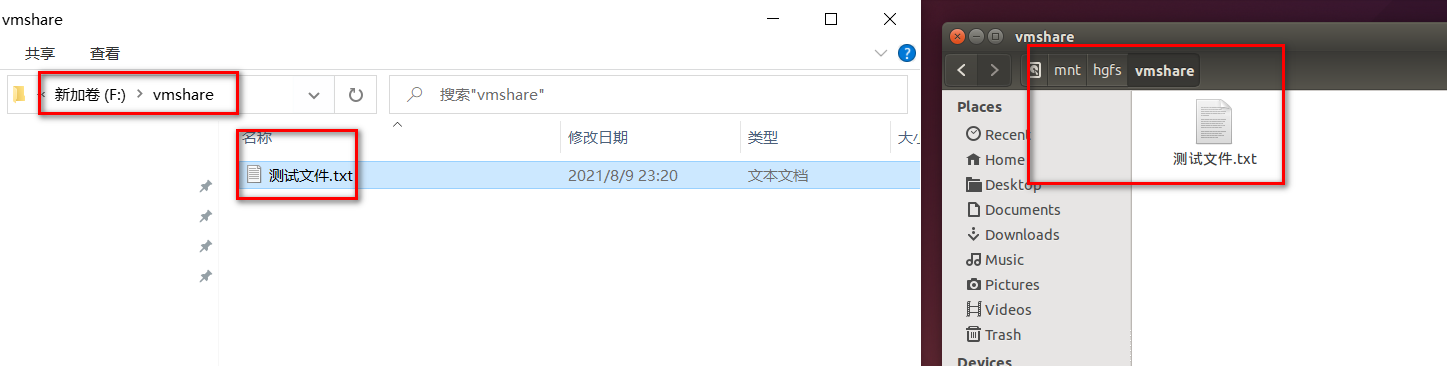 vmshare
共享
查看
新加卷 (F:)
vmshare
搜索"vmshare"
名称
修改日期
类型
大小
测试文件.txt
2021/8/9 23:20
文本文档
vmshare
mnt
hgfs
vmshare
Places
Recent
Home
Desktop
Documents
Downloads
Music
Pictures
Videos
Trash
Devices
测试文件.txt